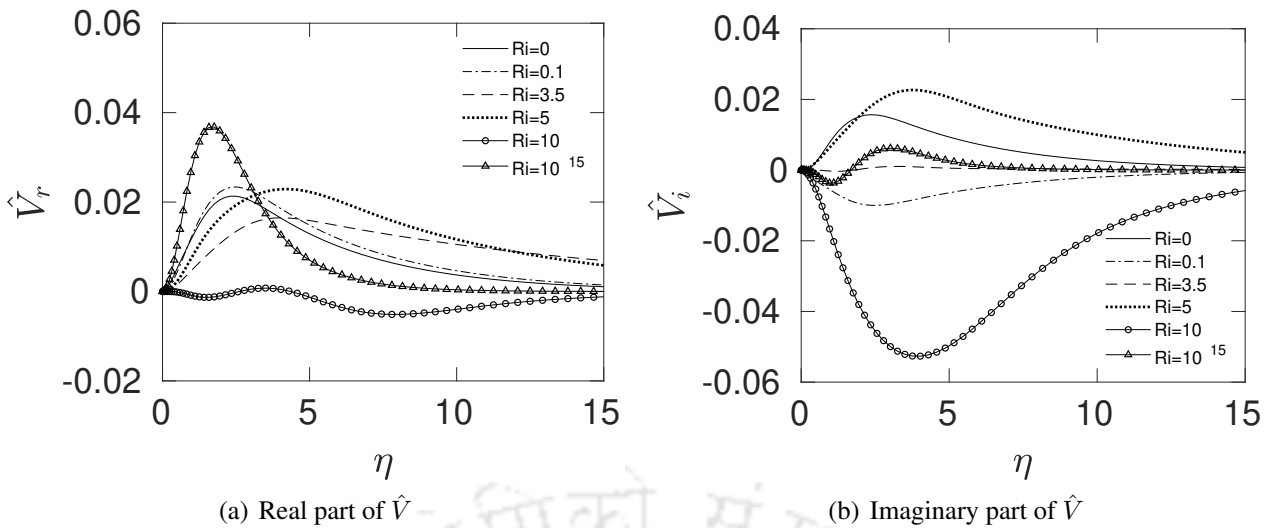 0.06
0.04
0.02
0
-0.02
0
5
10
15
V̂r
η
Ri=0
Ri=0.1
Ri=3.5
Ri=5
Ri=10
Ri=10 15
(a) Real part of V̂
0.04
0.02
0
-0.02
-0.04
-0.06
0
5
10
15
V̂i
η
Ri=0
Ri=0.1
Ri=3.5
Ri=5
Ri=10
Ri=10 15
(b) Imaginary part of V̂